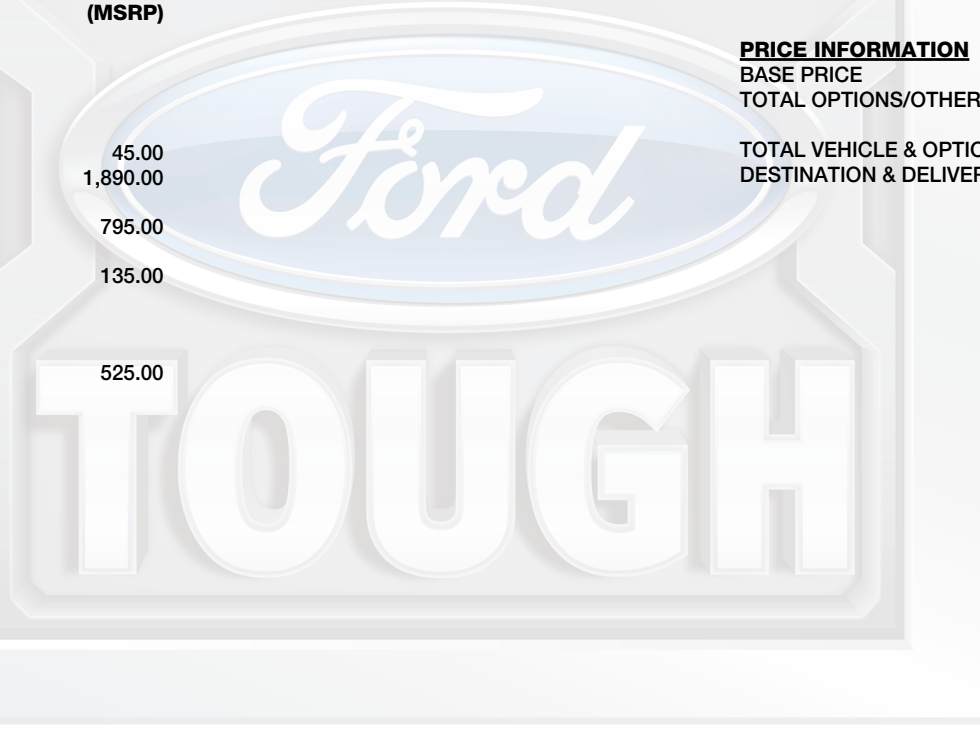 (MSRP)
45.00
1,890.00
795.00
135.00
525.00
PRICE INFORMATION
BASE PRICE
TOTAL OPTIONS/OTHER
TOTAL VEHICLE & OPTIO
DESTINATION & DELIVER
Ford
TOUGH